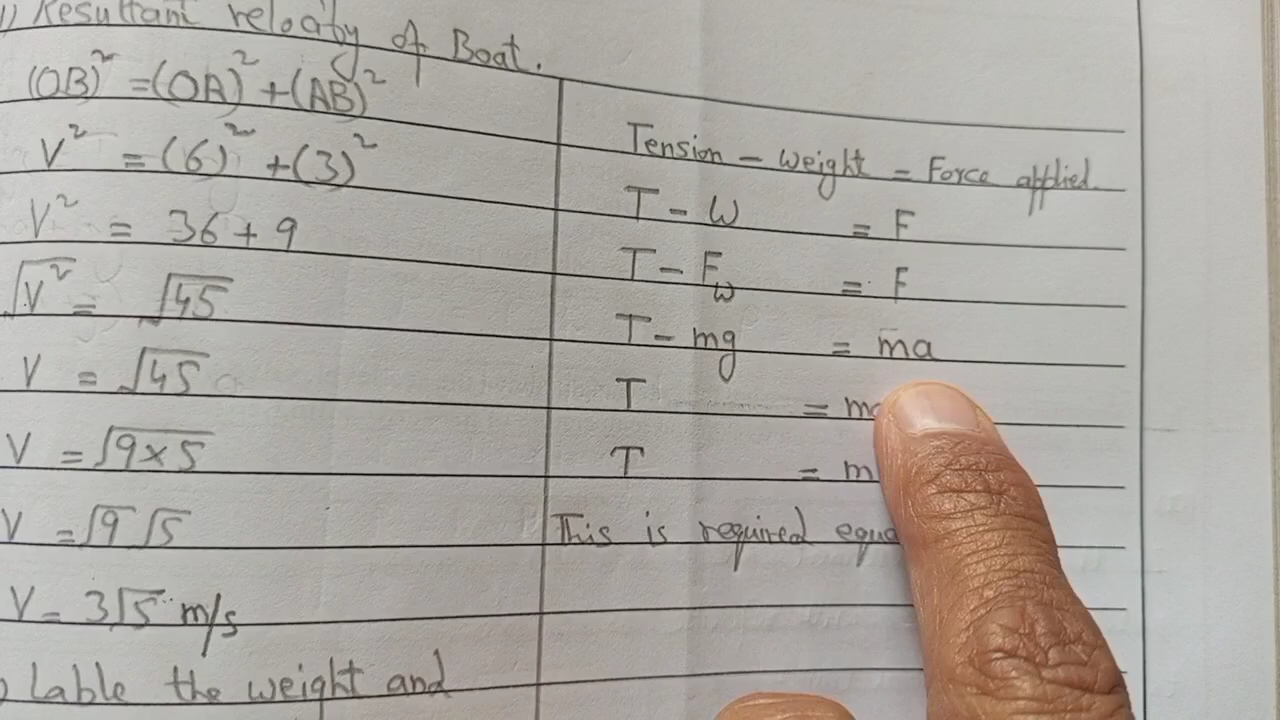 Resultant velocity of Boat.
(OB)² = (OA)² + (AB)²
V² = (6)² + (3)²
V² = 36 + 9
√V² = √45
V = √45
V = √9×5
V = √9 √5
V = 3√5 m/s
Lable the weight and
Tension - weight = Force applied.
T - W = F
T - F_w = F
T - mg = ma
T = m
T = m
This is required